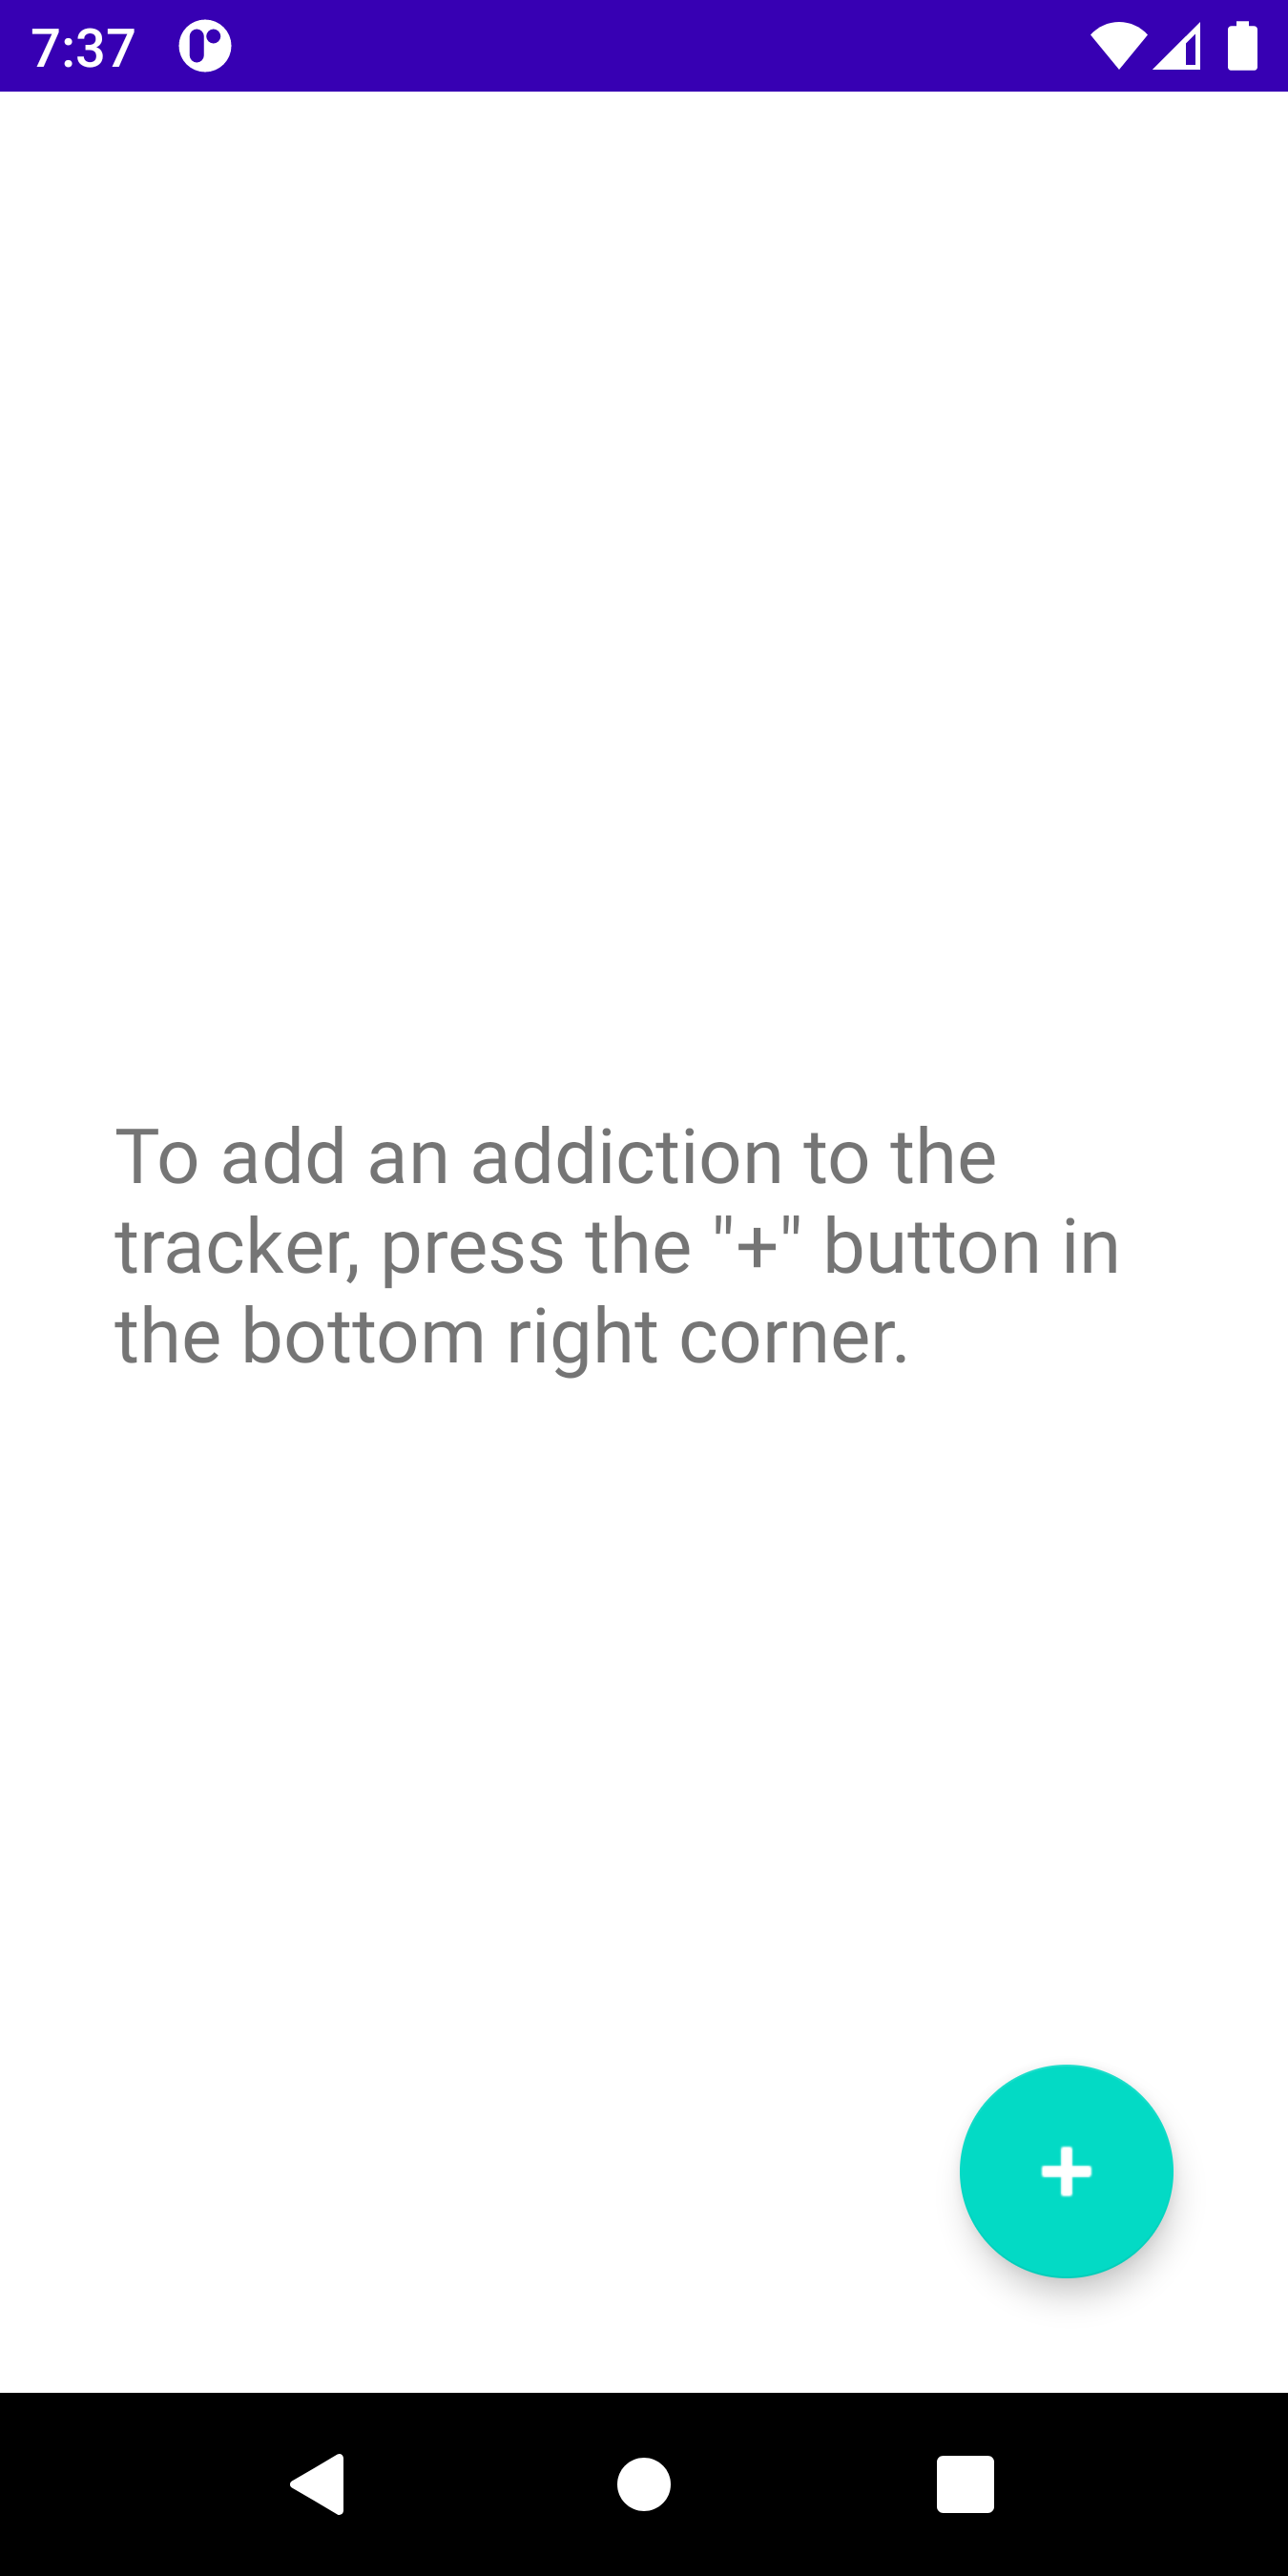 7:37
To add an addiction to the
tracker, press the "+" button in
the bottom right corner.